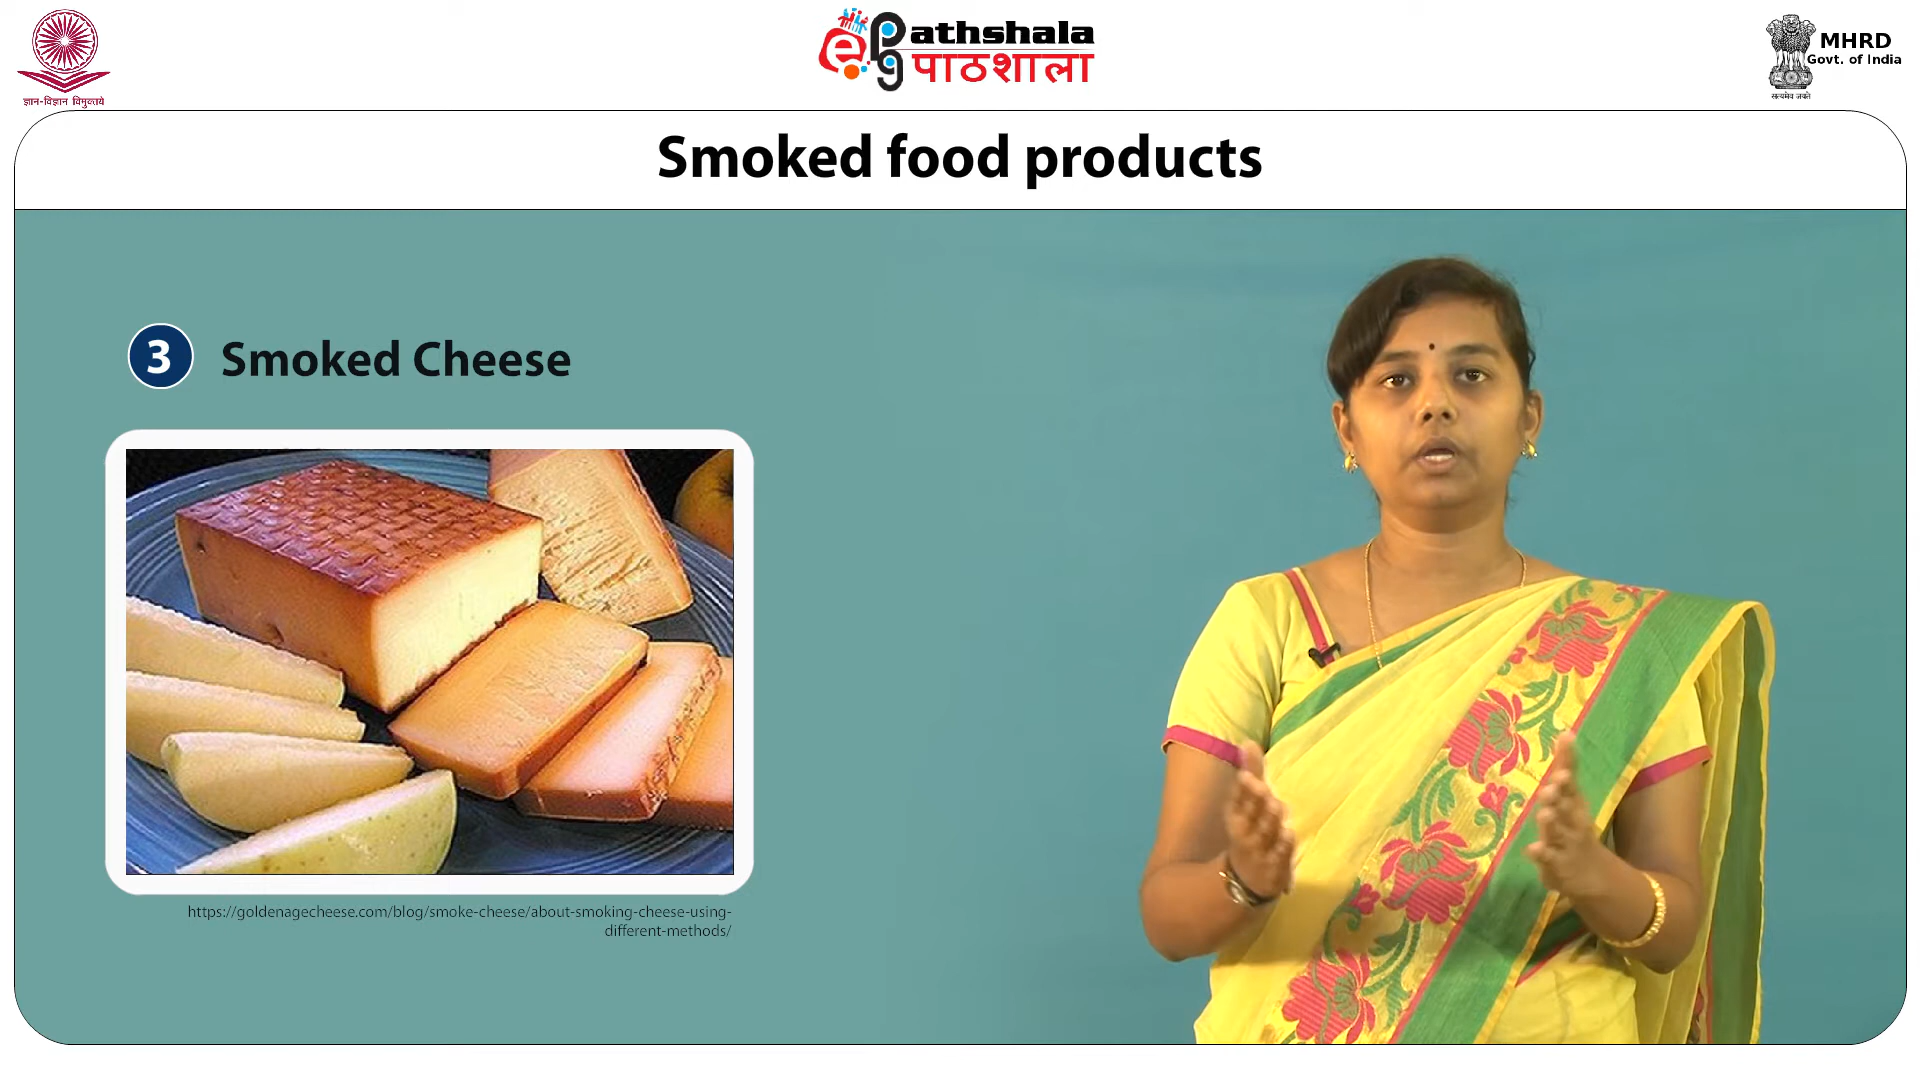 ज्ञान-विज्ञान विमुक्तये
ePathshala
पाठशाला
MHRD
Govt. of India
सत्यमेव जयते
Smoked food products
3 Smoked Cheese
https://goldenagecheese.com/blog/smoke-cheese/about-smoking-cheese-using-
different-methods/